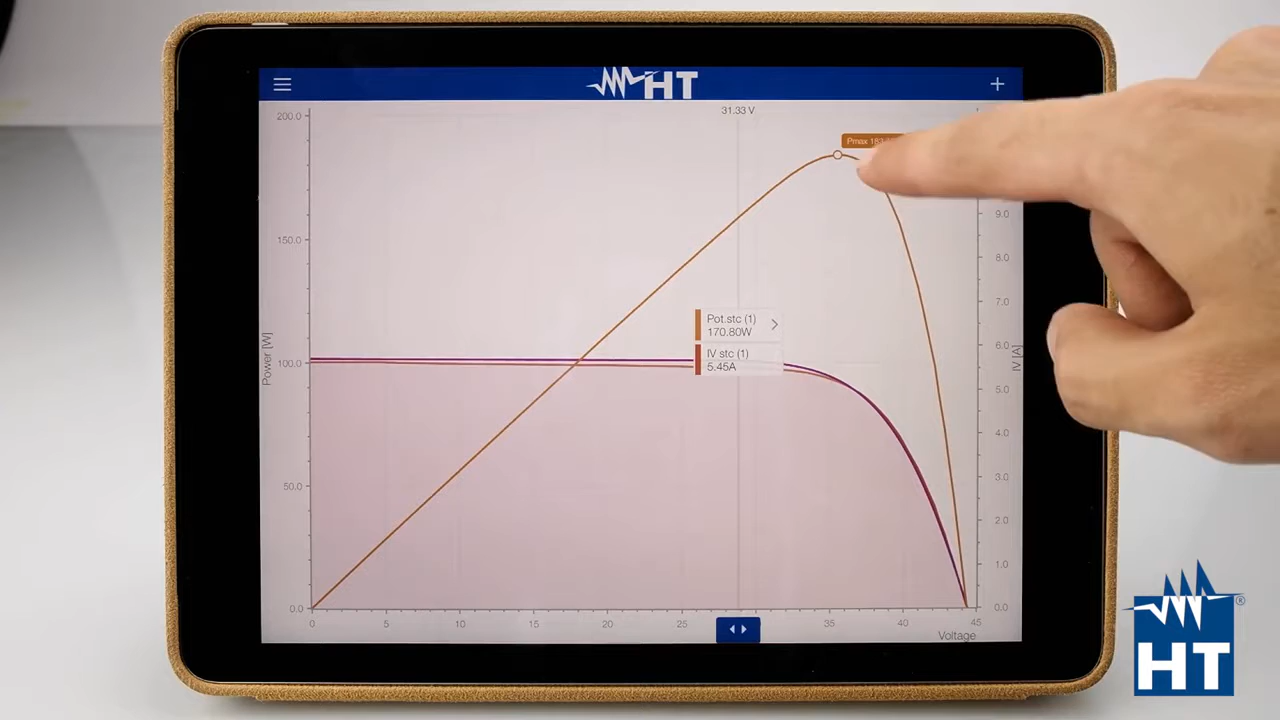 HT
31.33 V
200.0
Pmax
9.0
150.0
8.0
7.0
Pot.stc (1)
170.80W
IV stc (1)
5.45A
Power [W]
6.0
IV [A]
100.0
5.0
4.0
50.0
3.0
2.0
1.0
0.0
0.0
0
5
10
15
20
25
35
40
45
Voltage
HT
®